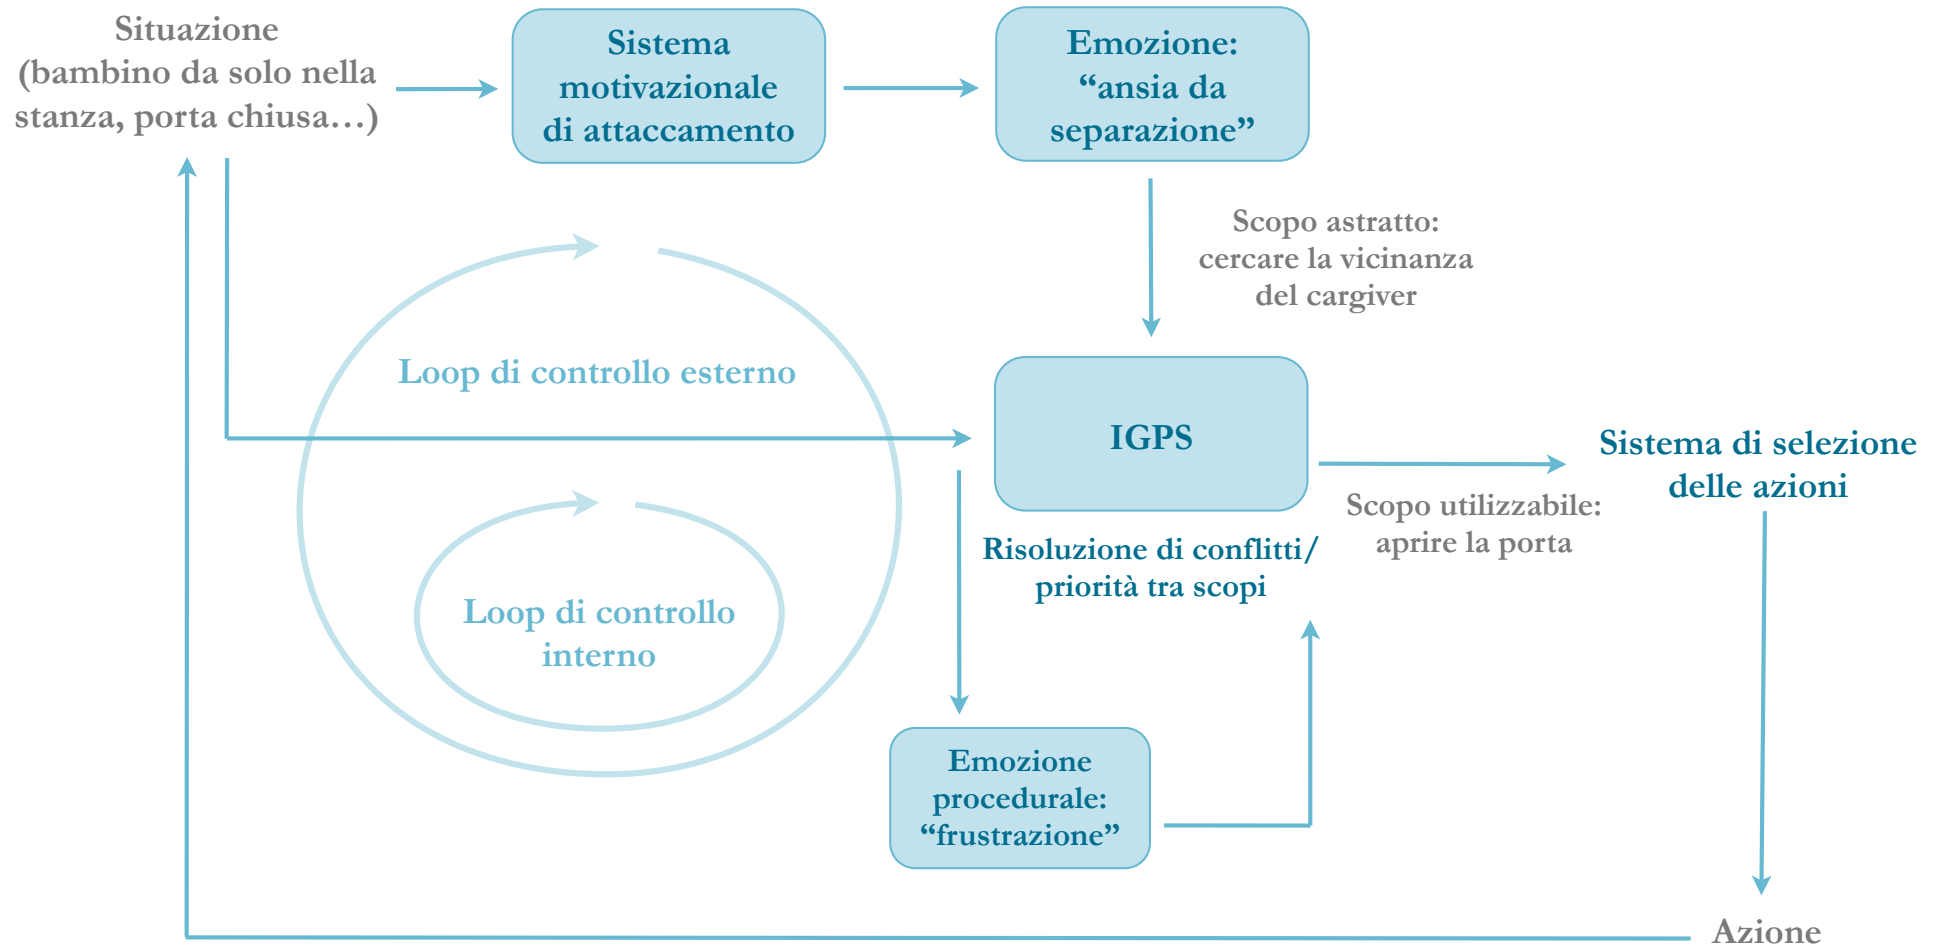 Situazione
(bambino da solo nella
stanza, porta chiusa…)
Sistema
motivazionale
di attaccamento
Emozione:
“ansia da
separazione”
Scopo astratto:
cercare la vicinanza
del cargiver
Loop di controllo esterno
IGPS
Sistema di selezione
delle azioni
Scopo utilizzabile:
aprire la porta
Risoluzione di conflitti/
priorità tra scopi
Loop di controllo
interno
Emozione
procedurale:
“frustrazione”
Azione